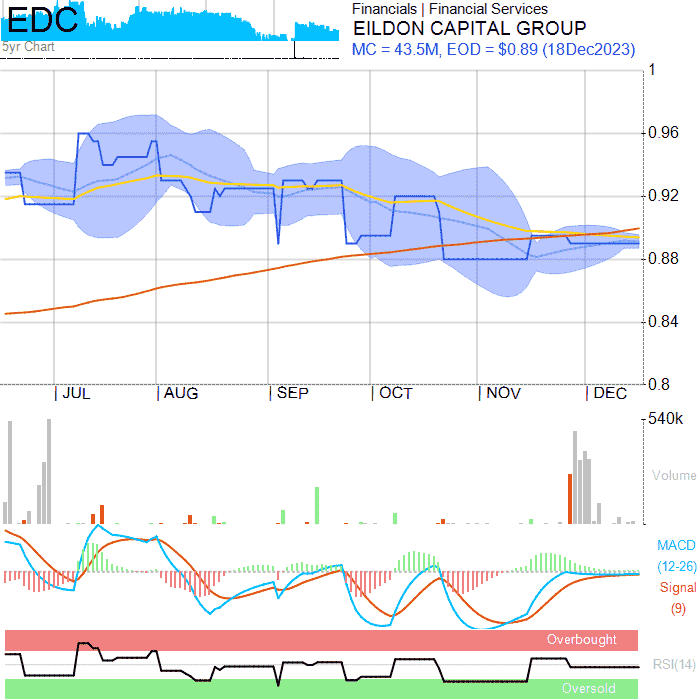 EDC
5yr Chart
Financials | Financial Services
EILDON CAPITAL GROUP
MC = 43.5M, EOD = $0.89 (18Dec2023)
1
0.96
0.92
0.88
0.84
0.8
JUL AUG SEP OCT NOV DEC
540k
Volume
MACD
(12-26)
Signal
(9)
Overbought
RSI(14)
Oversold